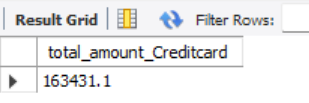 Result Grid Filter Rows:
total_amount_Creditcard
163431.1